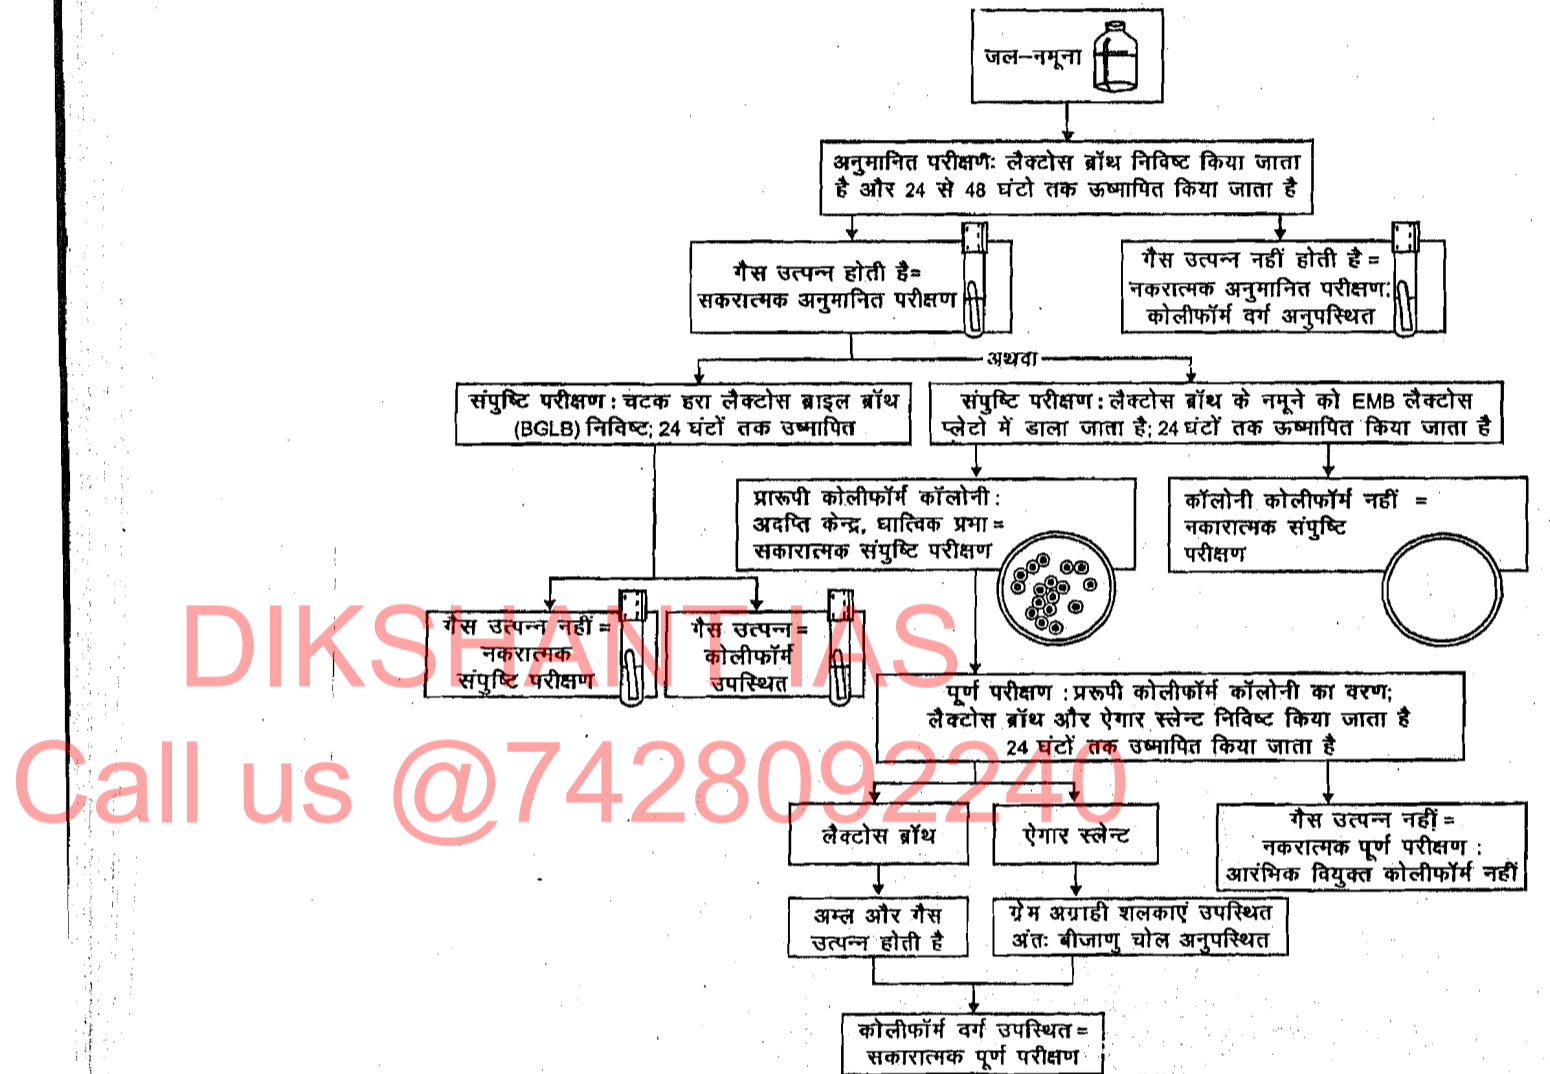 जल–नमूना
अनुमानित परीक्षणः लैक्टोस ब्रॉथ निविष्ट किया जाता
है और 24 से 48 घंटो तक ऊष्मापित किया जाता है
गैस उत्पन्न होती है=
सकरात्मक अनुमानित परीक्षण
गैस उत्पन्न नहीं होती है =
नकरात्मक अनुमानित परीक्षण:
कोलीफॉर्म वर्ग अनुपस्थित
अथवा
संपुष्टि परीक्षण : चटक हरा लैक्टोस ब्राइल ब्रॉथ
(BGLB) निविष्ट; 24 घंटों तक उष्मापित
संपुष्टि परीक्षण : लैक्टोस ब्रॉथ के नमूने को EMB लैक्टोस
प्लेटो में डाला जाता है; 24 घंटों तक ऊष्मापित किया जाता है
प्रारूपी कोलीफॉर्म कॉलोनी :
अदप्ति केन्द्र, धात्विक प्रभा =
सकारात्मक संपुष्टि परीक्षण
कॉलोनी कोलीफॉर्म नहीं =
नकारात्मक संपुष्टि
परीक्षण
गैस उत्पन्न नहीं =
नकरात्मक
संपुष्टि परीक्षण
गैस उत्पन्न =
कोलीफॉर्म
उपस्थित
DIKSHANT IAS
पूर्ण परीक्षण : प्ररूपी कोलीफॉर्म कॉलोनी का वरण;
लैक्टोस ब्रॉथ और ऐगार स्लेन्ट निविष्ट किया जाता है
24 घंटों तक उष्मापित किया जाता है
Call us @7428092240
लैक्टोस ब्रॉथ
ऐगार स्लेन्ट
गैस उत्पन्न नहीं =
नकरात्मक पूर्ण परीक्षण :
आरंभिक वियुक्त कोलीफॉर्म नहीं
अम्ल और गैस
उत्पन्न होती है
ग्रेम अग्राही शलकाएं उपस्थित
अंतः बीजाणु चोल अनुपस्थित
कोलीफॉर्म वर्ग उपस्थित =
सकारात्मक पूर्ण परीक्षण